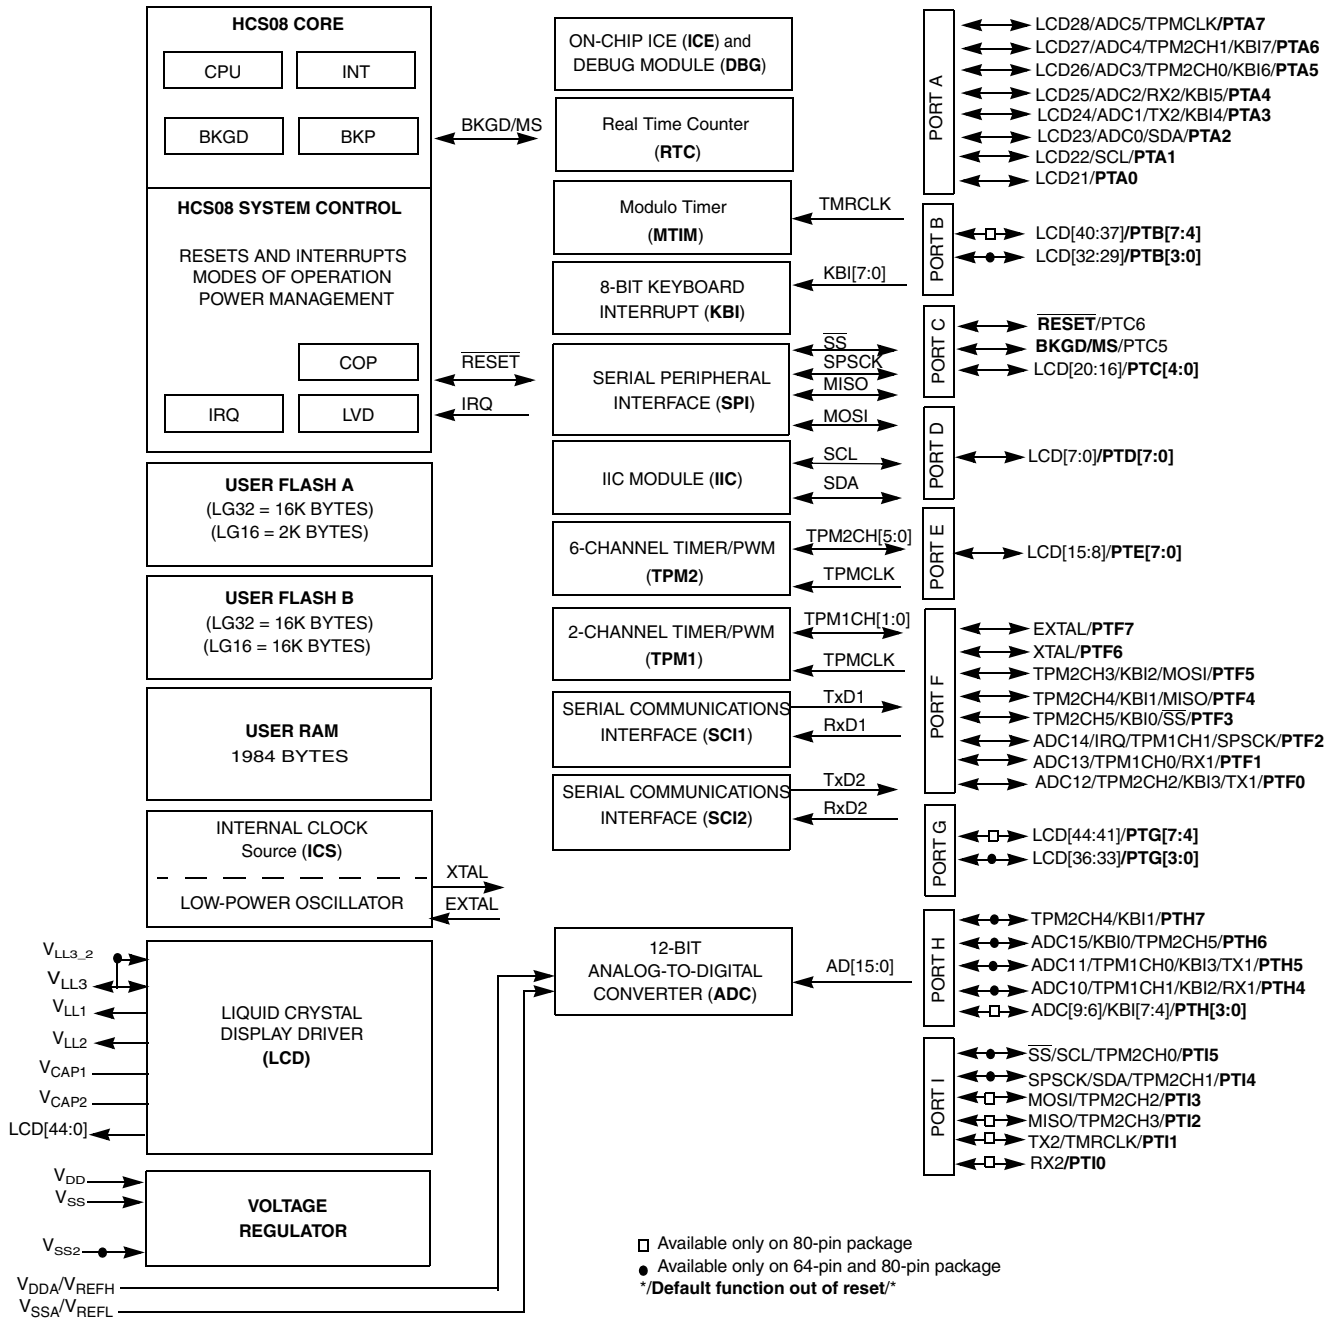 HCS08 CORE
CPU
INT
BKGD
BKP
HCS08 SYSTEM CONTROL
RESETS AND INTERRUPTS
MODES OF OPERATION
POWER MANAGEMENT
COP
IRQ
LVD
BKGD/MS
RESET
IRQ
USER FLASH A
(LG32 = 16K BYTES)
(LG16 = 2K BYTES)
USER FLASH B
(LG32 = 16K BYTES)
(LG16 = 16K BYTES)
USER RAM
1984 BYTES
INTERNAL CLOCK
Source (ICS)
LOW-POWER OSCILLATOR
XTAL
EXTAL
VLL3_2
VLL3
VLL1
VLL2
VCAP1
VCAP2
LCD[44:0]
LIQUID CRYSTAL
DISPLAY DRIVER
(LCD)
VDD
VSS
VSS2
VOLTAGE
REGULATOR
VDDA/VREFH
VSSA/VREFL
ON-CHIP ICE (ICE) and
DEBUG MODULE (DBG)
Real Time Counter
(RTC)
Modulo Timer
(MTIM)
TMRCLK
8-BIT KEYBOARD
INTERRUPT (KBI)
KBI[7:0]
SERIAL PERIPHERAL
INTERFACE (SPI)
SS
SPSCK
MISO
MOSI
IIC MODULE (IIC)
SCL
SDA
6-CHANNEL TIMER/PWM
(TPM2)
TPM2CH[5:0]
TPMCLK
2-CHANNEL TIMER/PWM
(TPM1)
TPM1CH[1:0]
TPMCLK
SERIAL COMMUNICATIONS
INTERFACE (SCI1)
TxD1
RxD1
SERIAL COMMUNICATIONS
INTERFACE (SCI2)
TxD2
RxD2
12-BIT
ANALOG-TO-DIGITAL
CONVERTER (ADC)
AD[15:0]
PORT A
LCD28/ADC5/TPMCLK/PTA7
LCD27/ADC4/TPM2CH1/KBI7/PTA6
LCD26/ADC3/TPM2CH0/KBI6/PTA5
LCD25/ADC2/RX2/KBI5/PTA4
LCD24/ADC1/TX2/KBI4/PTA3
LCD23/ADC0/SDA/PTA2
LCD22/SCL/PTA1
LCD21/PTA0
PORT B
LCD[40:37]/PTB[7:4]
LCD[32:29]/PTB[3:0]
PORT C
RESET/PTC6
BKGD/MS/PTC5
LCD[20:16]/PTC[4:0]
PORT D
LCD[7:0]/PTD[7:0]
PORT E
LCD[15:8]/PTE[7:0]
PORT F
EXTAL/PTF7
XTAL/PTF6
TPM2CH3/KBI2/MOSI/PTF5
TPM2CH4/KBI1/MISO/PTF4
TPM2CH5/KBI0/SS/PTF3
ADC14/IRQ/TPM1CH1/SPSCK/PTF2
ADC13/TPM1CH0/RX1/PTF1
ADC12/TPM2CH2/KBI3/TX1/PTF0
PORT G
LCD[44:41]/PTG[7:4]
LCD[36:33]/PTG[3:0]
PORT H
TPM2CH4/KBI1/PTH7
ADC15/KBI0/TPM2CH5/PTH6
ADC11/TPM1CH0/KBI3/TX1/PTH5
ADC10/TPM1CH1/KBI2/RX1/PTH4
ADC[9:6]/KBI[7:4]/PTH[3:0]
PORT I
SS/SCL/TPM2CH0/PTI5
SPSCK/SDA/TPM2CH1/PTI4
MOSI/TPM2CH2/PTI3
MISO/TPM2CH3/PTI2
TX2/TMRCLK/PTI1
RX2/PTI0
Available only on 80-pin package
Available only on 64-pin and 80-pin package
*/Default function out of reset/*